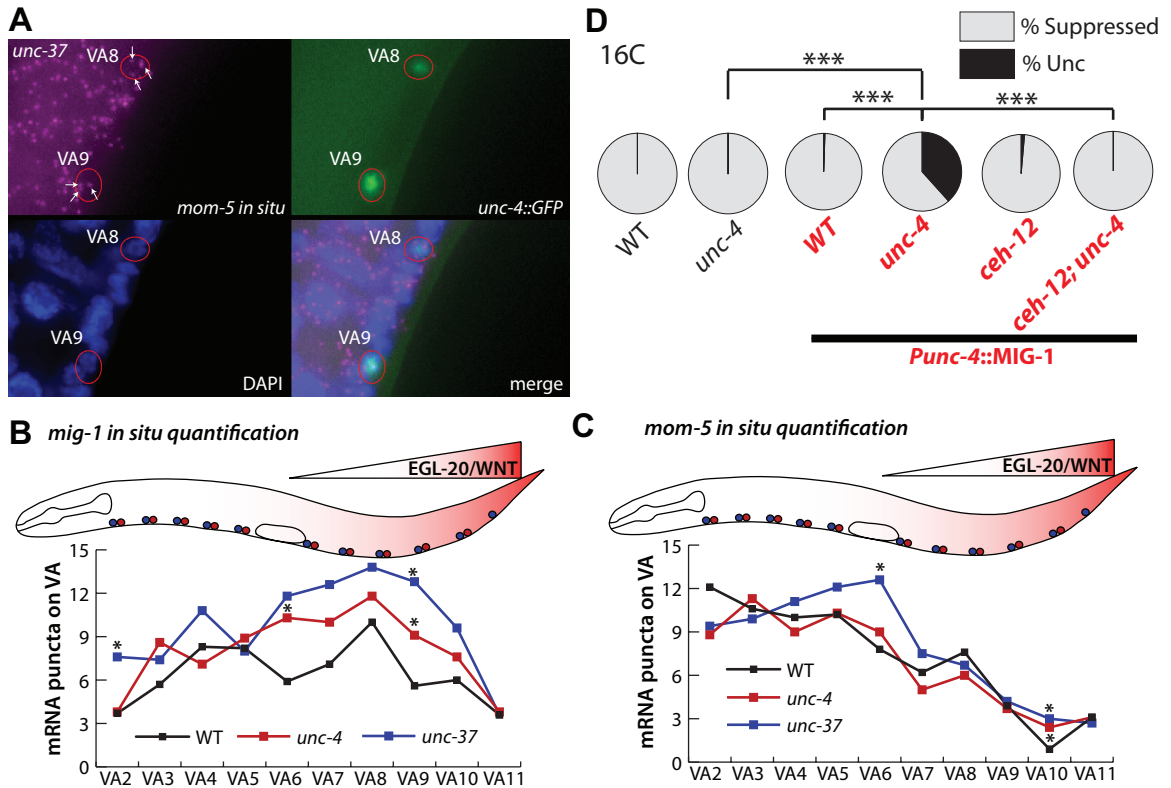 A
unc-37
VA8
VA9
mom-5 in situ
unc-4::GFP
VA8
VA9
DAPI
merge
D
16C
% Suppressed
% Unc
***
*** ***
WT
unc-4
WT
unc-4
ceh-12
ceh-12; unc-4
Punc-4::MIG-1
B mig-1 in situ quantification
EGL-20/WNT
mRNA puncta on VA
15
12
9
6
3
0
* * * *
WT unc-4 unc-37
VA2 VA3 VA4 VA5 VA6 VA7 VA8 VA9 VA10 VA11
C mom-5 in situ quantification
EGL-20/WNT
mRNA puncta on VA
15
12
9
6
3
0
* * *
WT
unc-4
unc-37
VA2 VA3 VA4 VA5 VA6 VA7 VA8 VA9 VA10 VA11